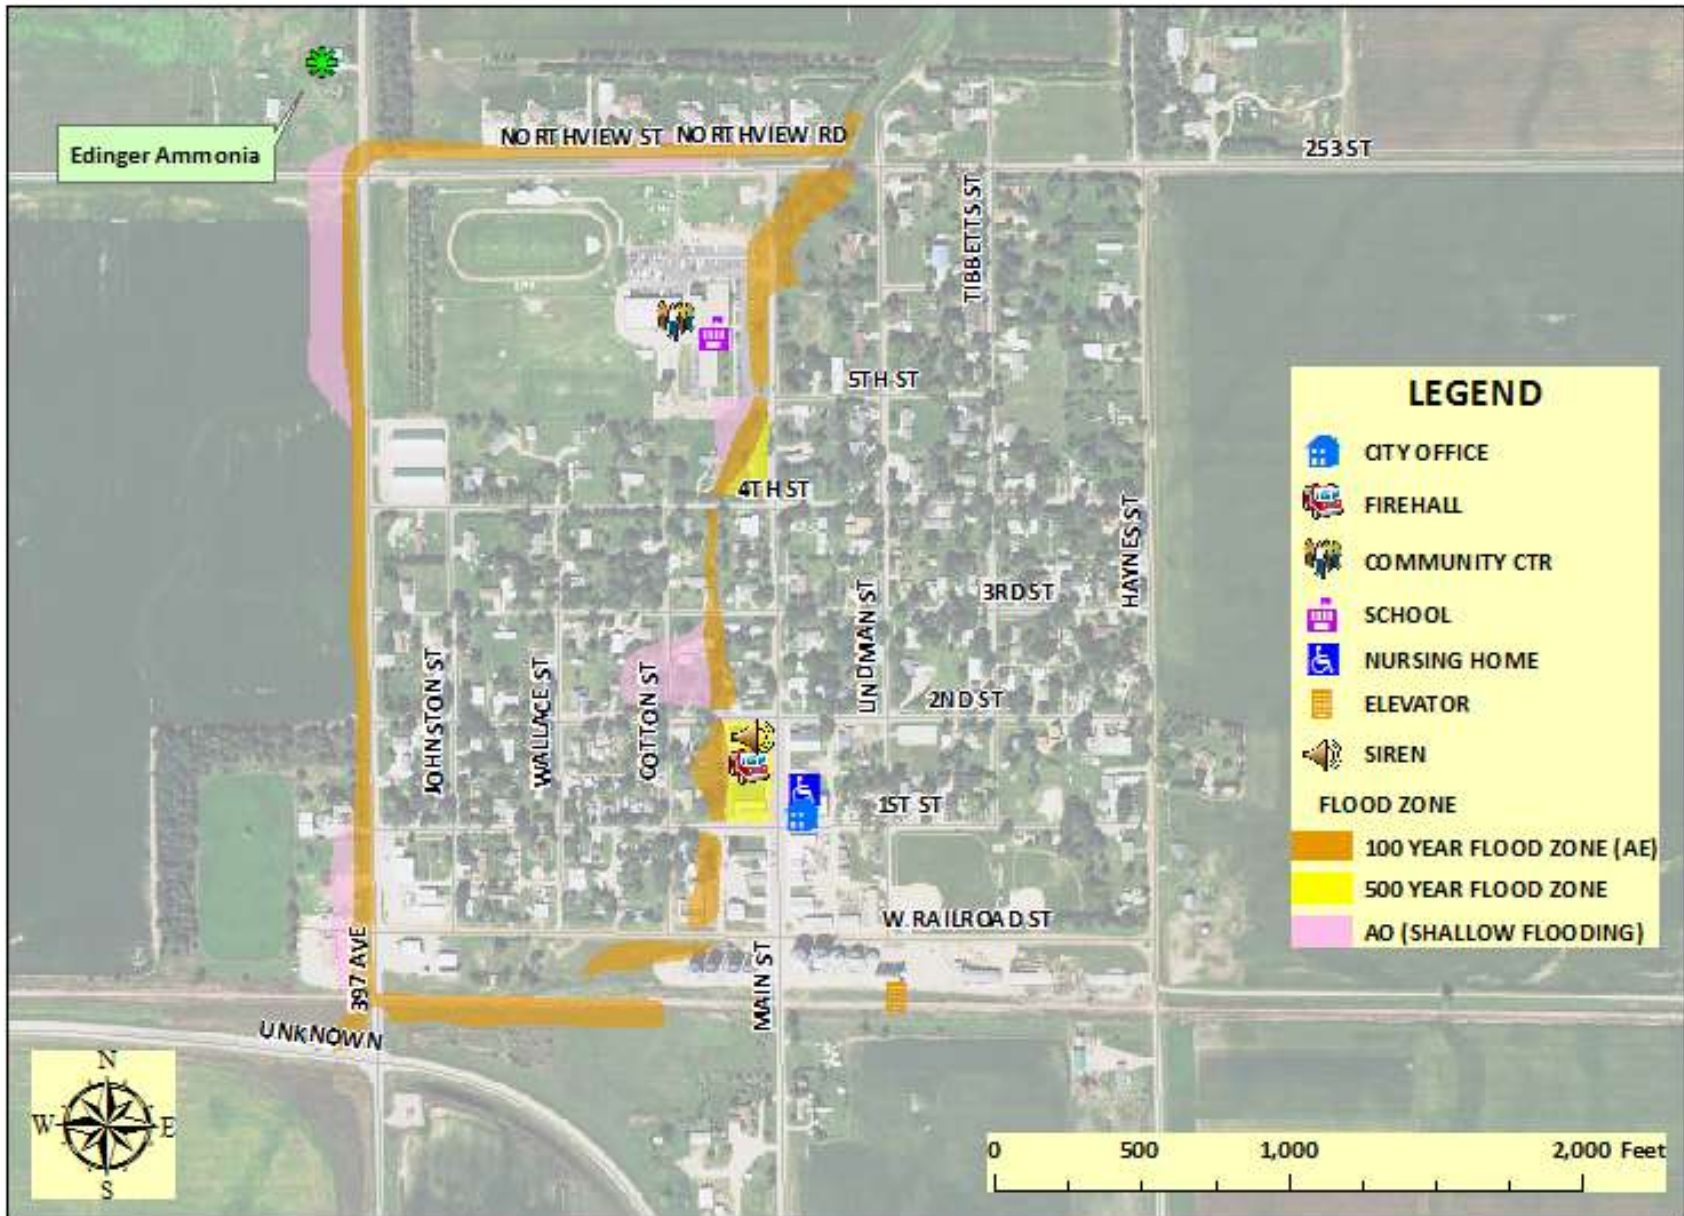 Edinger Ammonia
NORTHVIEW ST
NORTHVIEW RD
253 ST
TIBBETTS ST
5TH ST
4TH ST
HAYNES ST
3RD ST
LINDMAN ST
JOHNSTON ST
WALLACE ST
COTTON ST
2ND ST
1ST ST
W. RAILROAD ST
397 AVE
MAIN ST
UNKNOWN
LEGEND
CITY OFFICE
FIREHALL
COMMUNITY CTR
SCHOOL
NURSING HOME
ELEVATOR
SIREN
FLOOD ZONE
100 YEAR FLOOD ZONE (AE)
500 YEAR FLOOD ZONE
AO (SHALLOW FLOODING)
N
W E
S
0 500 1,000 2,000 Feet